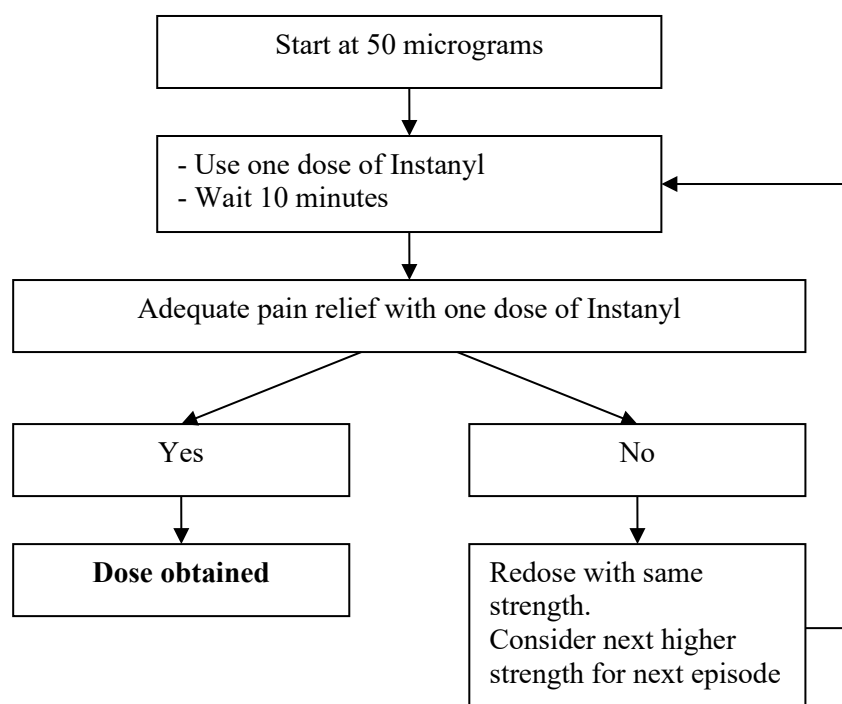 Start at 50 micrograms
- Use one dose of Instanyl
- Wait 10 minutes
Adequate pain relief with one dose of Instanyl
Yes
No
Dose obtained
Redose with same
strength.
Consider next higher
strength for next episode